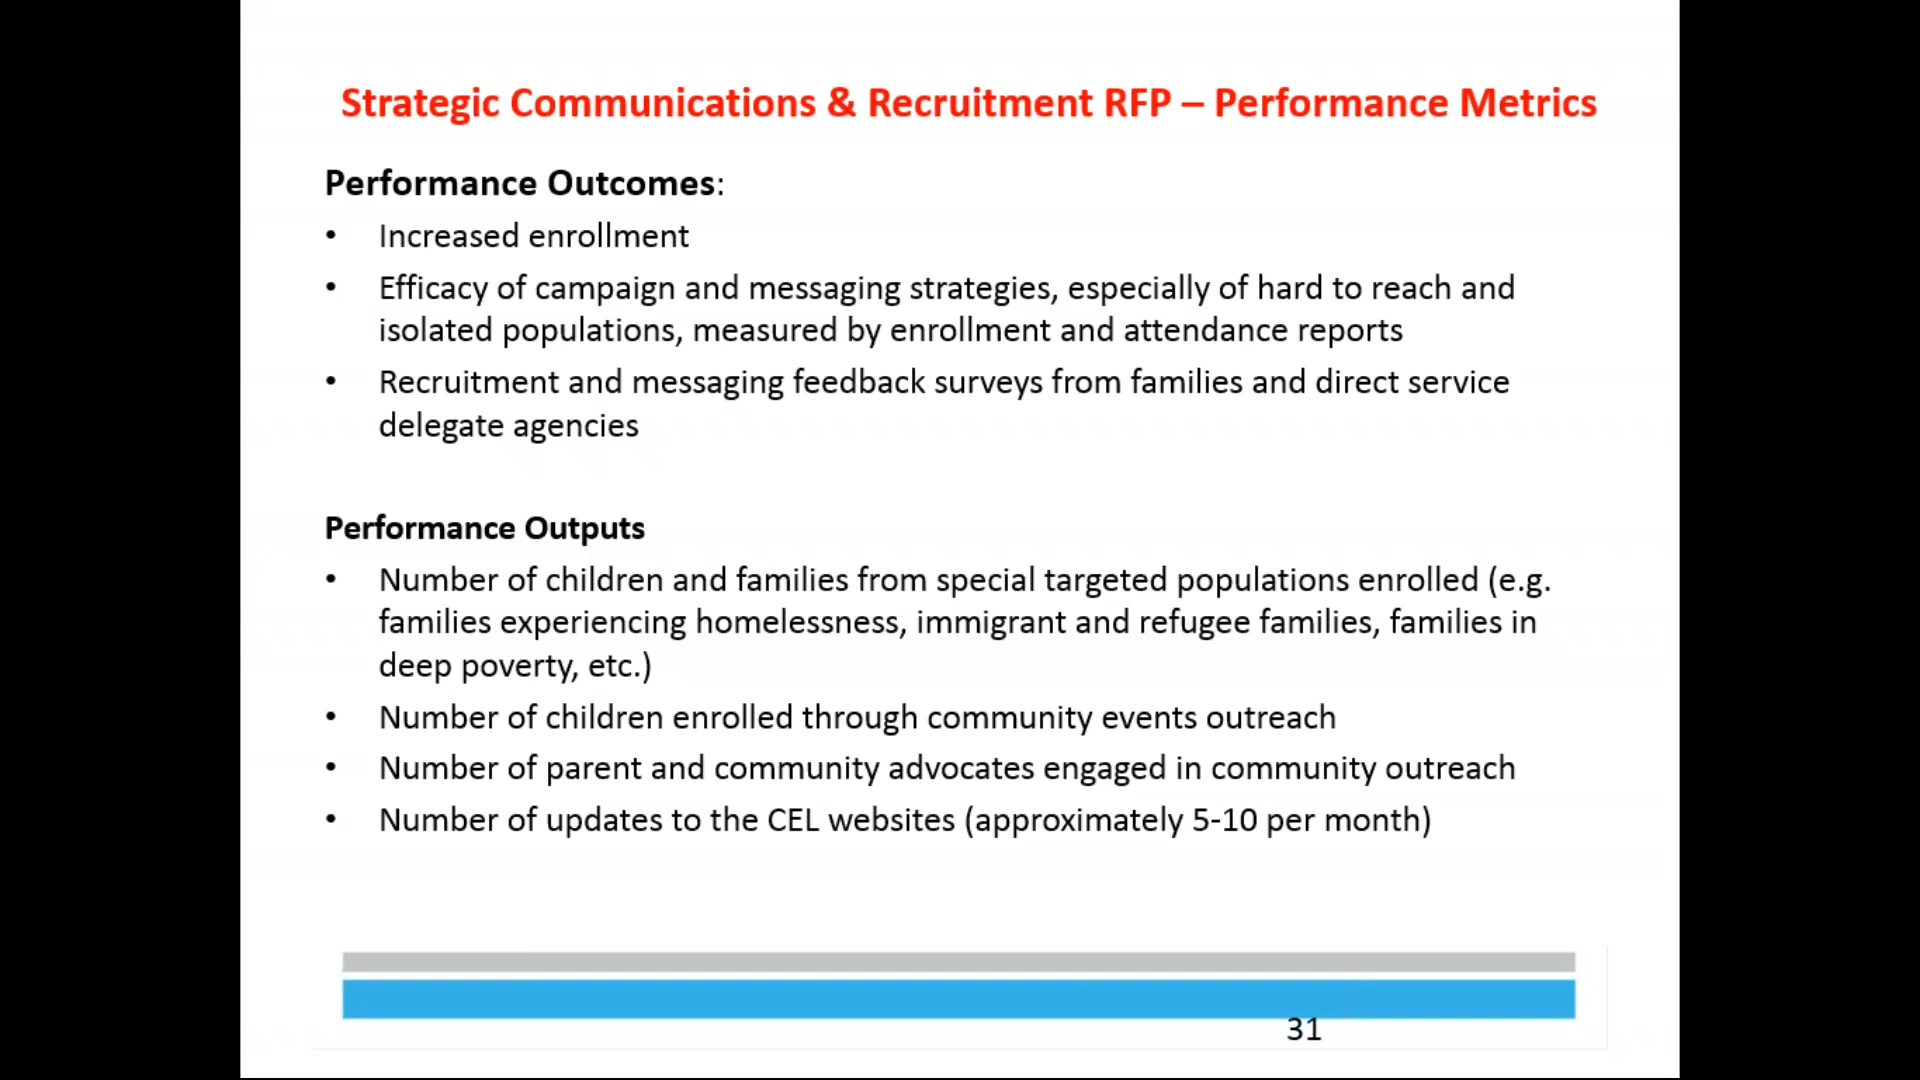 Strategic Communications & Recruitment RFP – Performance Metrics
Performance Outcomes:
• Increased enrollment
• Efficacy of campaign and messaging strategies, especially of hard to reach and
isolated populations, measured by enrollment and attendance reports
• Recruitment and messaging feedback surveys from families and direct service
delegate agencies
Performance Outputs
• Number of children and families from special targeted populations enrolled (e.g.
families experiencing homelessness, immigrant and refugee families, families in
deep poverty, etc.)
• Number of children enrolled through community events outreach
• Number of parent and community advocates engaged in community outreach
• Number of updates to the CEL websites (approximately 5-10 per month)
31